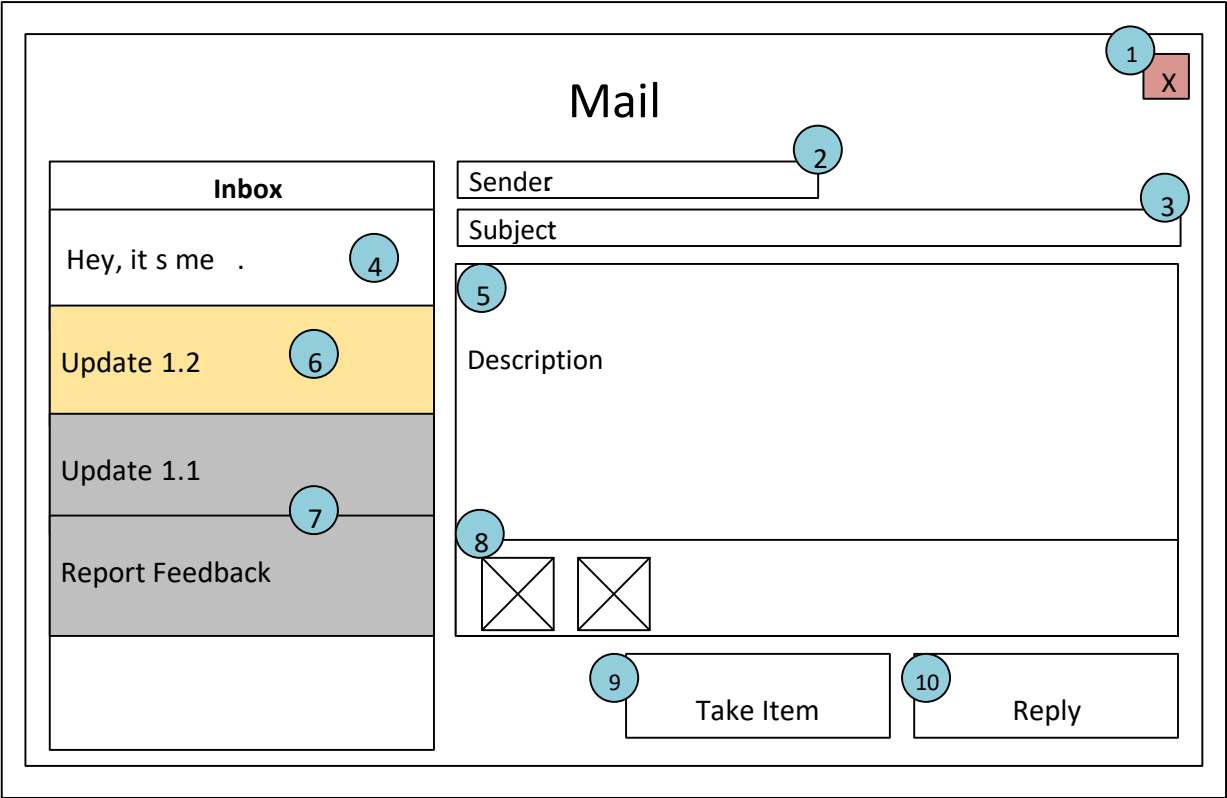 1
X
Mail
2
Sender:
Inbox
3
Subject
Hey, it s me .
4
5
Update 1.2
6
Description
Update 1.1
7
8
Report Feedback
9
Take Item
10
Reply